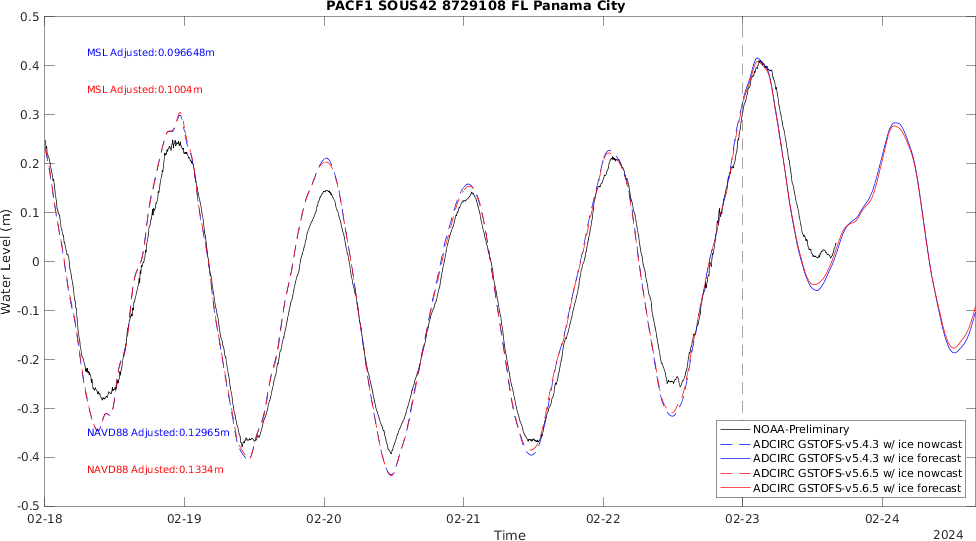 PACF1 SOUS42 8729108 FL Panama City
0.5
0.4
0.3
0.2
0.1
0
-0.1
-0.2
-0.3
-0.4
-0.5
Water Level (m)
MSL Adjusted:0.096648m
MSL Adjusted:0.1004m
NAVD88 Adjusted:0.12965m
NAVD88 Adjusted:0.1334m
NOAA-Preliminary
ADCIRC GSTOFS-v5.4.3 w/ ice nowcast
ADCIRC GSTOFS-v5.4.3 w/ ice forecast
ADCIRC GSTOFS-v5.6.5 w/ ice nowcast
ADCIRC GSTOFS-v5.6.5 w/ ice forecast
02-18 02-19 02-20 02-21 02-22 02-23 02-24
Time
2024